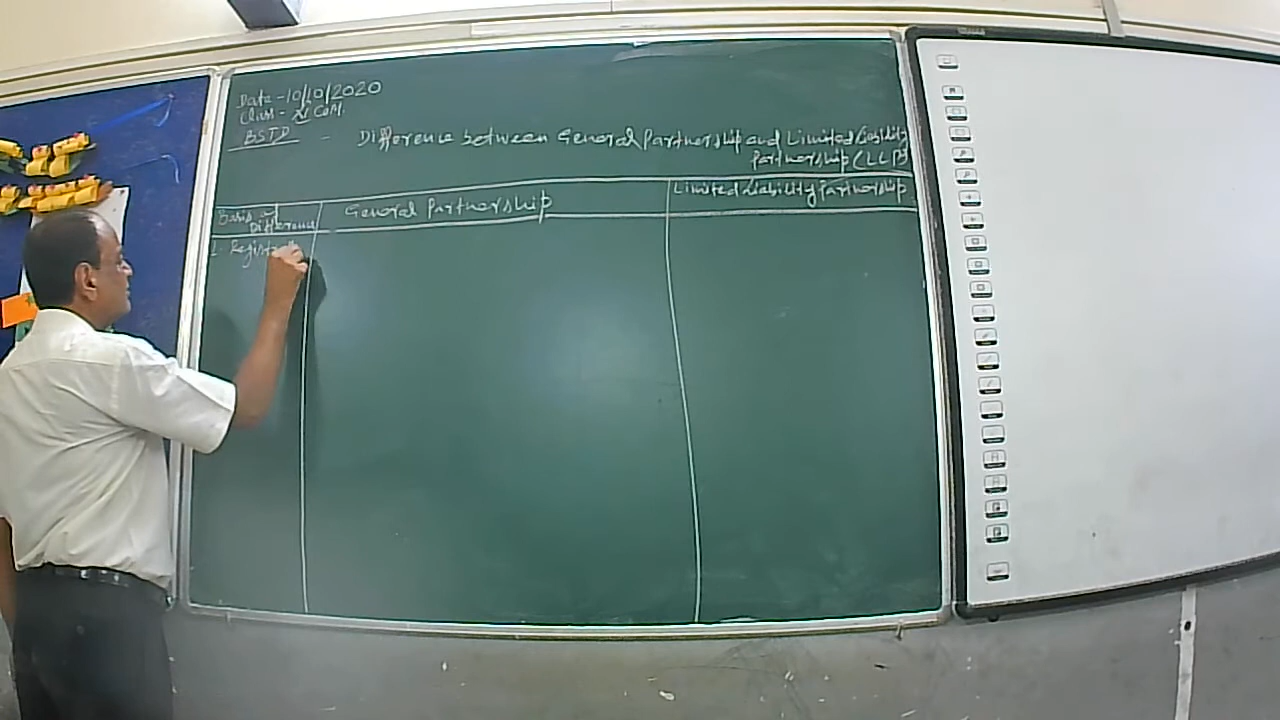 Date - 10/10/2020
Class - XI COM.
BSTD - Difference between General Partnership and Limited Liability
Partnership (LLP)
Basis of General Partnership Limited Liability Partnership
Difference
1. Registra